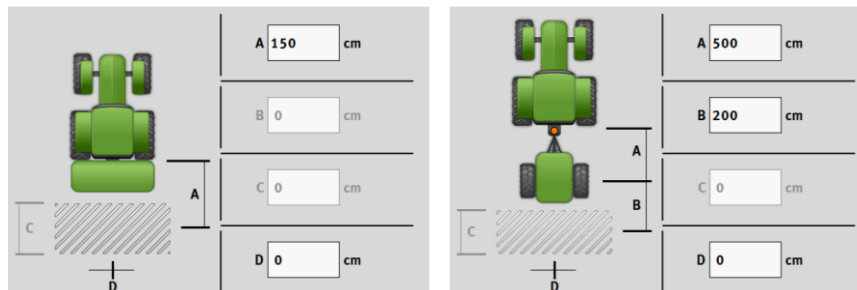 A 150 cm
B 0 cm
A
C 0 cm
C
D 0 cm
D
A 500 cm
B 200 cm
A
C 0 cm
B
C
D 0 cm
D